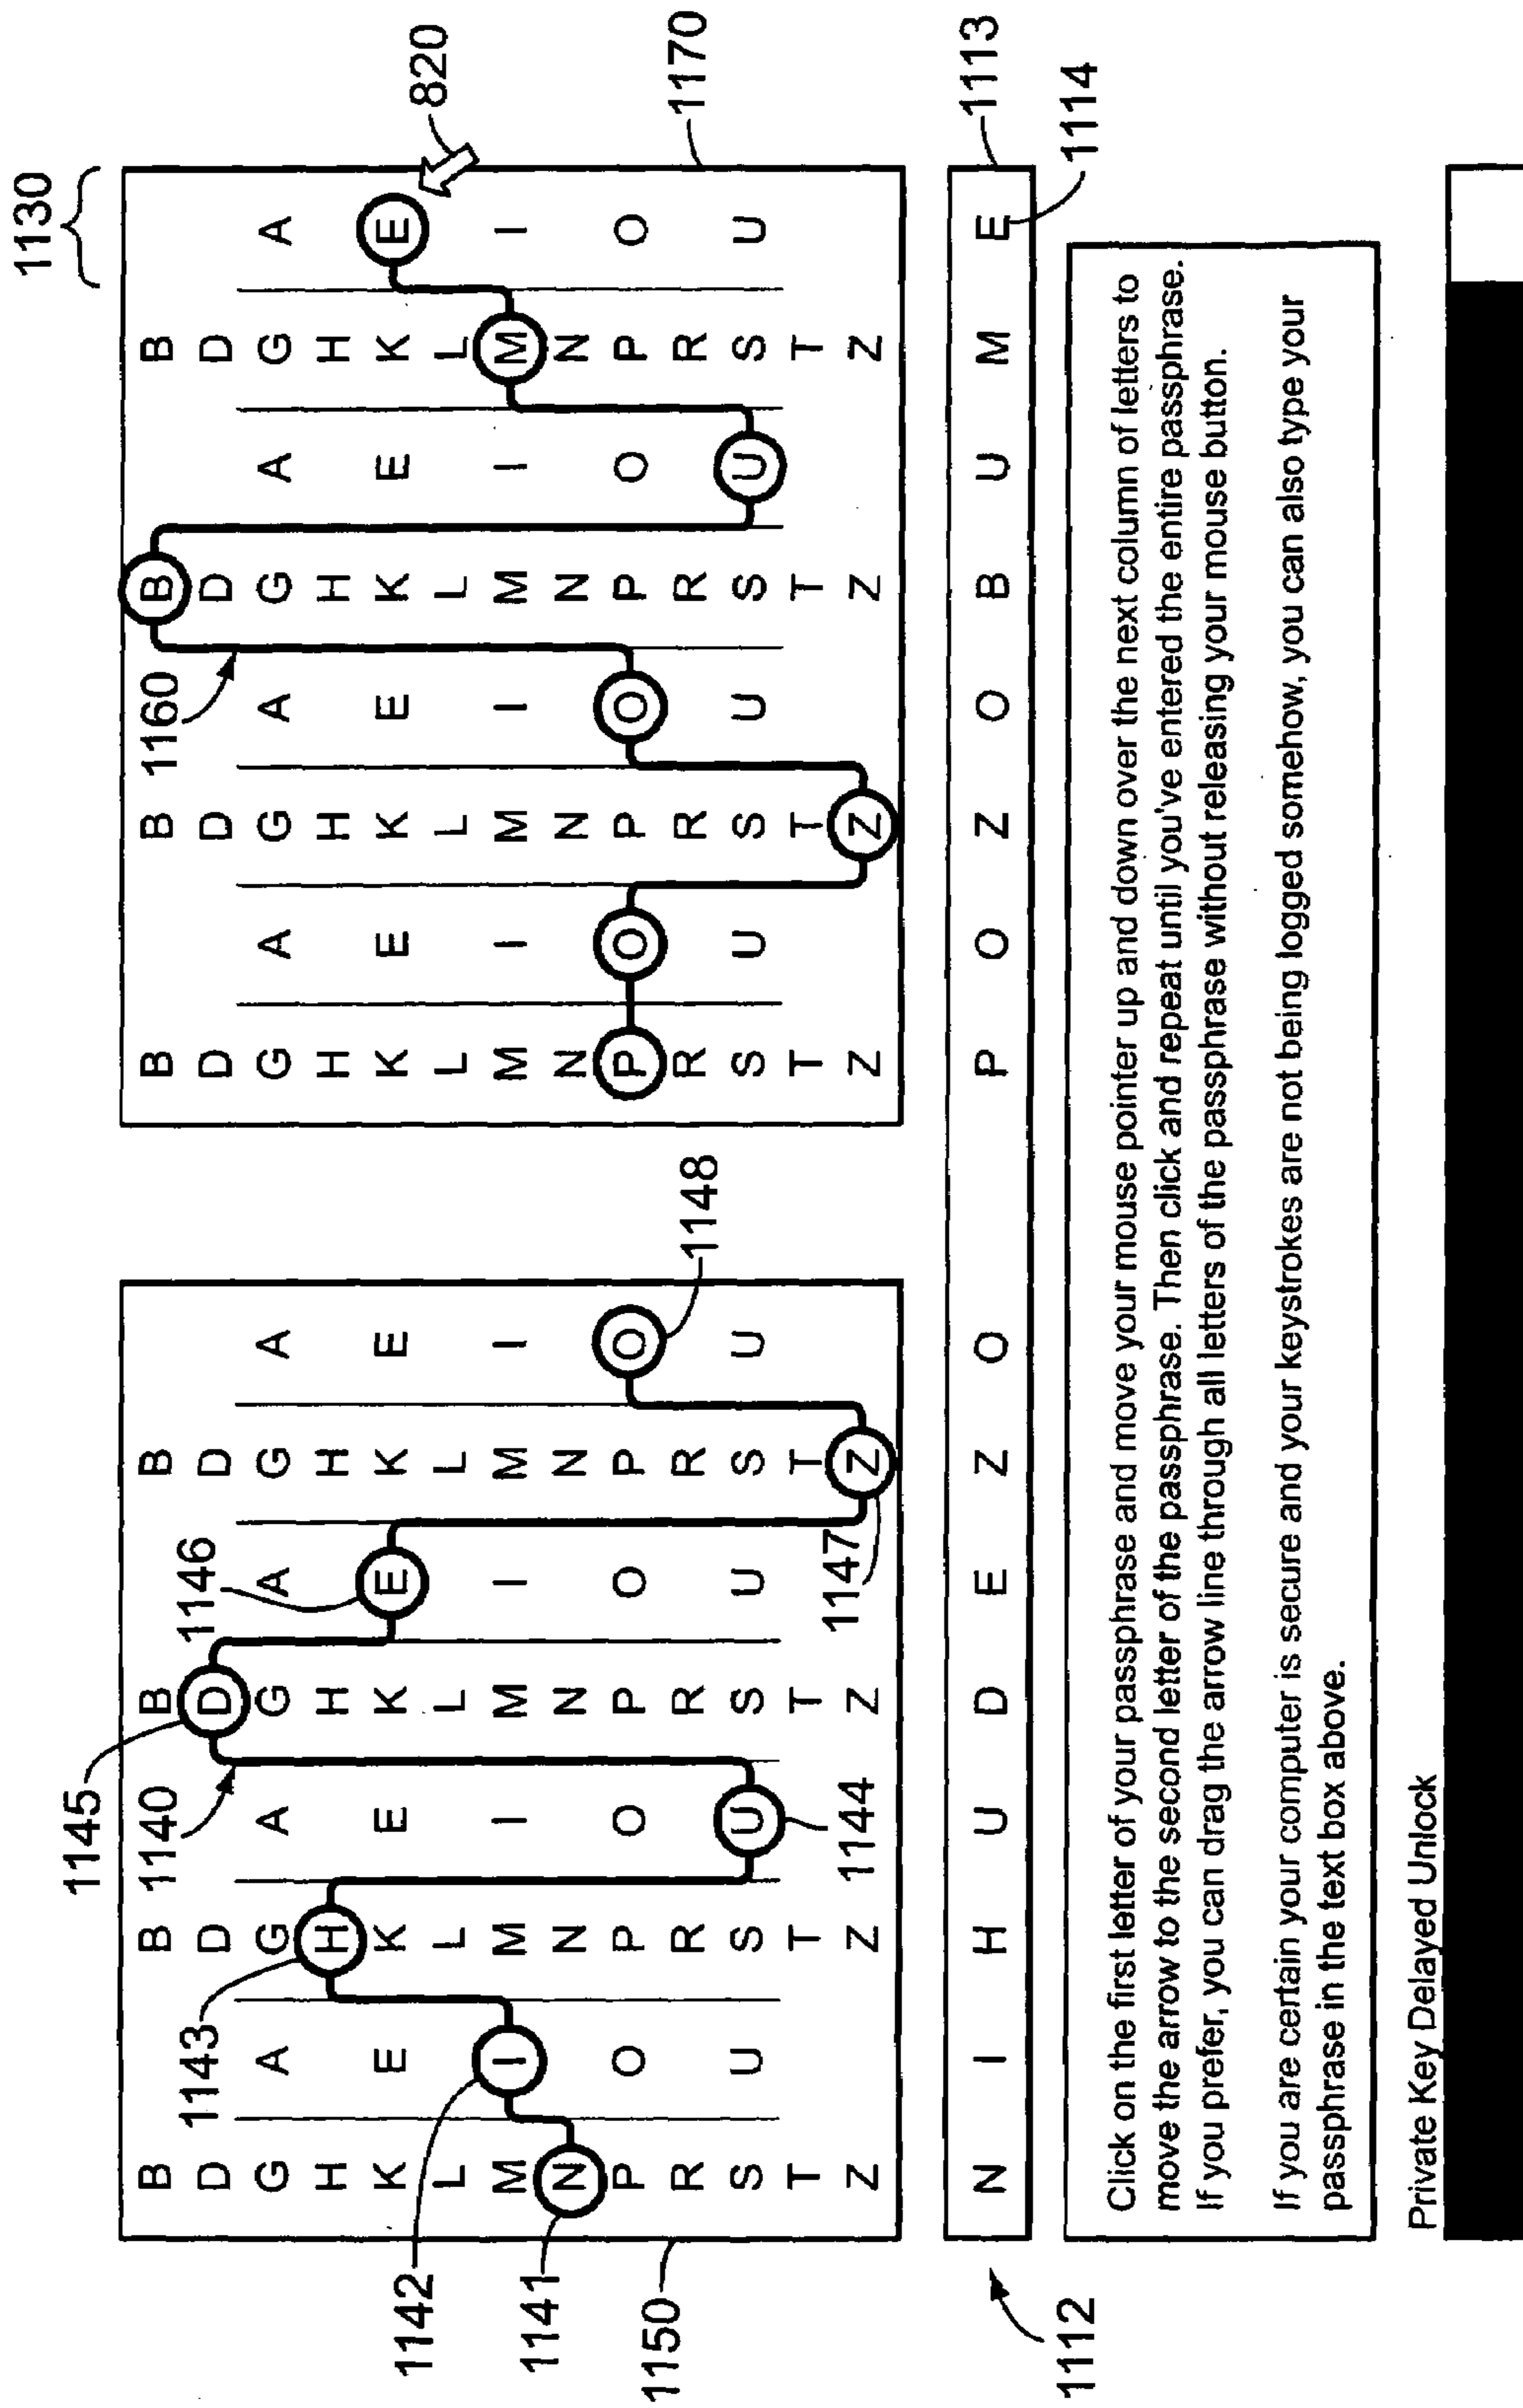 1130
1145
B B 1140 B B B B 1160 B B
1143 1146
D D D D D D D D
G A G A G A G A G A G A G A G A
H H H H H H H H
K E K E K E K E K E K E K E K E
1142 820
L L L L L L L L
M I M I M I M I M I M I M I M I
1141
N N N N N N N N
P O P O P O P O P O P O P O P O
1150 1148 1170
R R R R R R R R
S U S U S U S U S U S U S U S U
T T T T T T T T
1144 1147
Z Z Z Z Z Z Z Z
N I H U D E Z O P O Z O B U M E 1113
1112 1114
Click on the first letter of your passphrase and move your mouse pointer up and down over the next column of letters to
move the arrow to the second letter of the passphrase. Then click and repeat until you've entered the entire passphrase.
If you prefer, you can drag the arrow line through all letters of the passphrase without releasing your mouse button.
If you are certain your computer is secure and your keystrokes are not being logged somehow, you can also type your
passphrase in the text box above.
Private Key Delayed Unlock